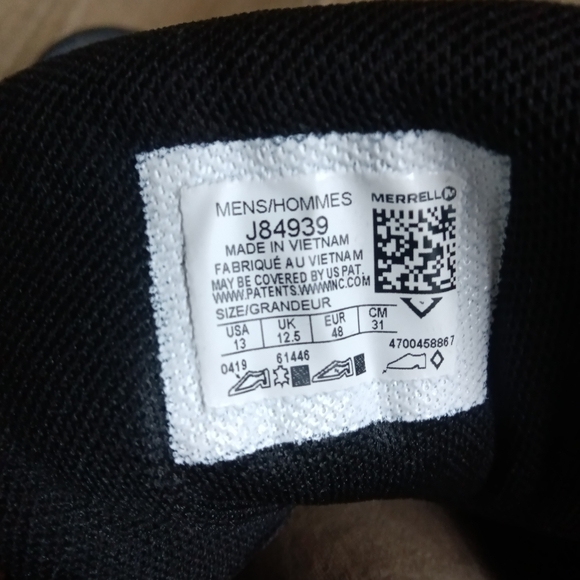 MENS/HOMMES
MERRELL M
J84939
MADE IN VIETNAM
FABRIQUÉ AU VIETNAM
MAY BE COVERED BY US PAT.
WWW.PATENTS.WWWINC.COM
SIZE/GRANDEUR
USA UK EUR CM
13 12.5 48 31
0419 61446 4700458867